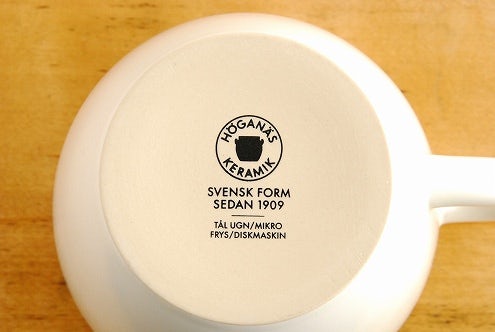 HÖGANÄS
KERAMIK
SVENSK FORM
SEDAN 1909
TÅL UGN/MIKRO
FRYS/DISKMASKIN